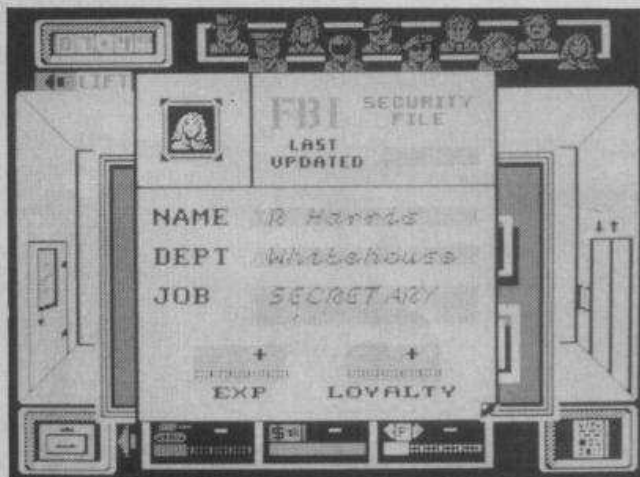 LIFT
FBI SECURITY
FILE
LAST
UPDATED
NAME R Harris
DEPT Whitehouse
JOB SECRETARY
+ +
EXP LOYALTY
- - -
$
P